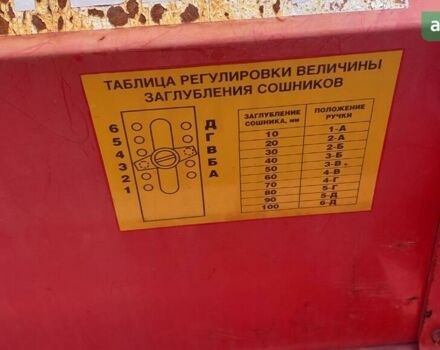 ТАБЛИЦА РЕГУЛИРОВКИ ВЕЛИЧИНЫ
ЗАГЛУБЛЕНИЯ СОШНИКОВ
6 Д
5 Г
4 В
3 Б
2 А
1
ЗАГЛУБЛЕНИЕ СОШНИКА, мм ПОЛОЖЕНИЕ РУЧКИ
10 1-А
20 2-А
30 2-Б
40 3-Б
50 3-В
60 4-В
70 4-Г
80 5-Г
90 5-Д
100 6-Д